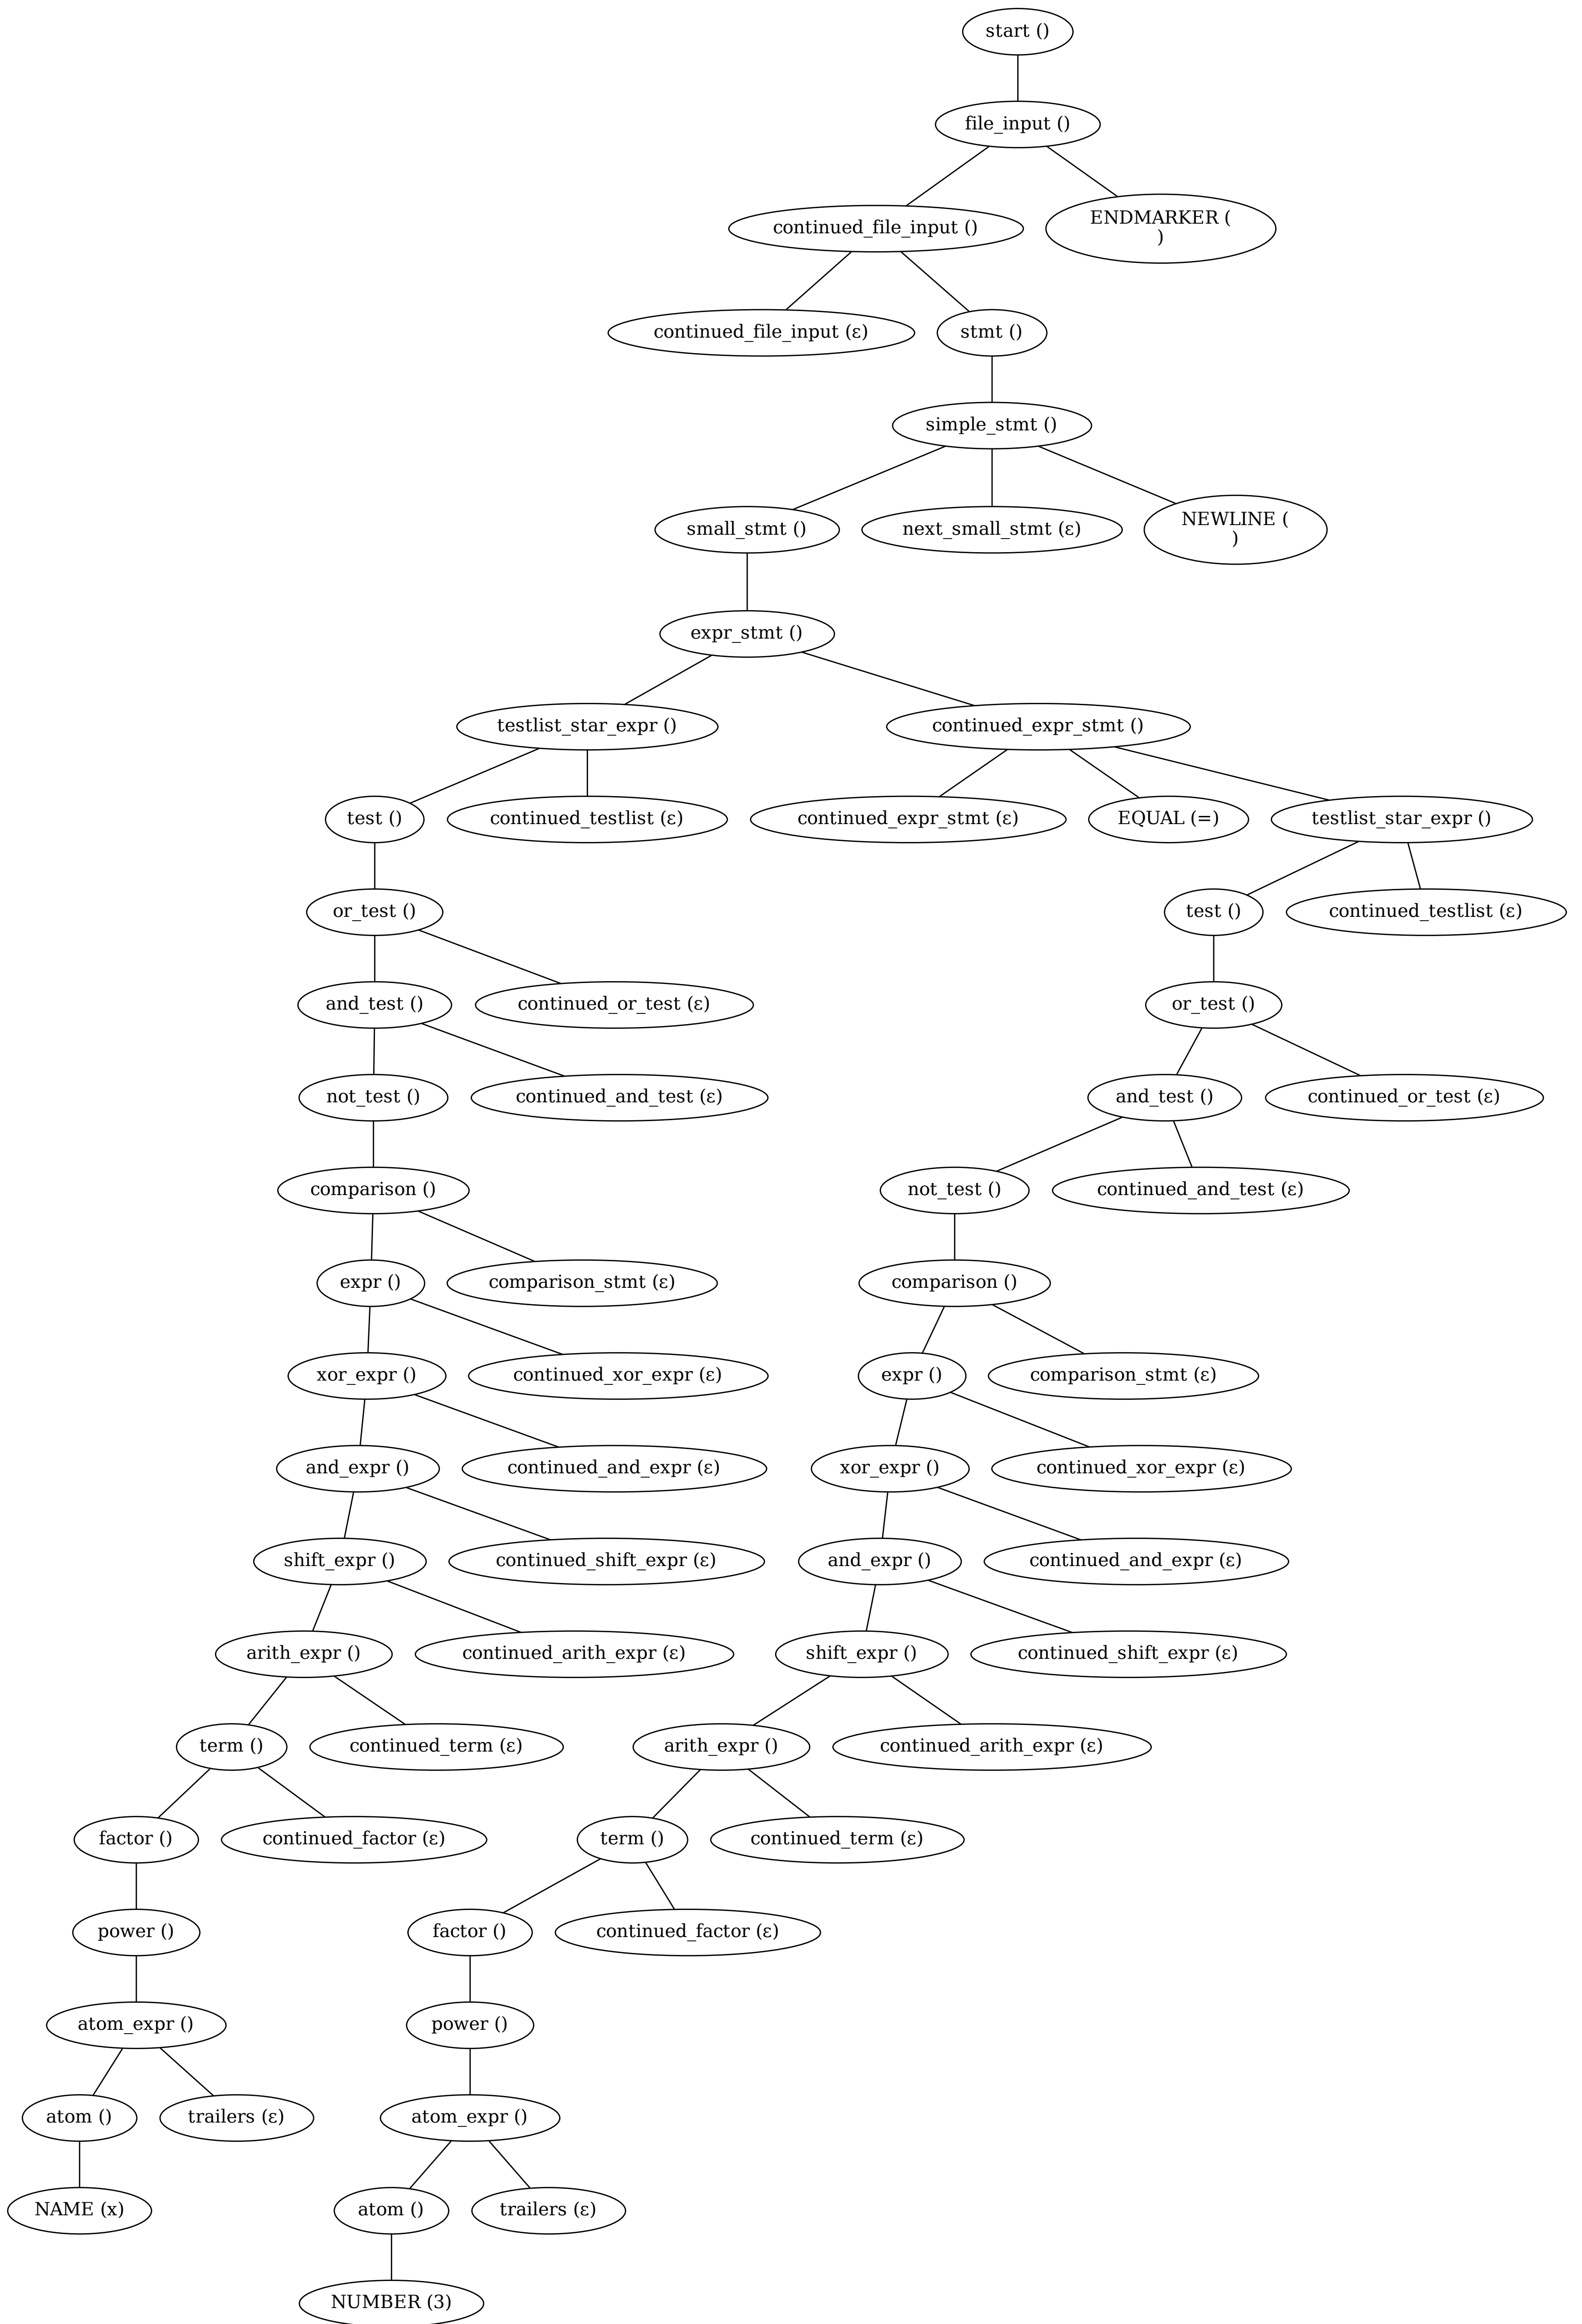 start ()
file_input ()
continued_file_input ()
ENDMARKER (
)
continued_file_input (ε)
stmt ()
simple_stmt ()
small_stmt ()
next_small_stmt (ε)
NEWLINE (
)
expr_stmt ()
testlist_star_expr ()
continued_expr_stmt ()
test ()
continued_testlist (ε)
continued_expr_stmt (ε)
EQUAL (=)
testlist_star_expr ()
or_test ()
test ()
continued_testlist (ε)
and_test ()
continued_or_test (ε)
or_test ()
not_test ()
continued_and_test (ε)
and_test ()
continued_or_test (ε)
comparison ()
not_test ()
continued_and_test (ε)
expr ()
comparison_stmt (ε)
comparison ()
xor_expr ()
continued_xor_expr (ε)
expr ()
comparison_stmt (ε)
and_expr ()
continued_and_expr (ε)
xor_expr ()
continued_xor_expr (ε)
shift_expr ()
continued_shift_expr (ε)
and_expr ()
continued_and_expr (ε)
arith_expr ()
continued_arith_expr (ε)
shift_expr ()
continued_shift_expr (ε)
term ()
continued_term (ε)
arith_expr ()
continued_arith_expr (ε)
factor ()
continued_factor (ε)
term ()
continued_term (ε)
power ()
factor ()
continued_factor (ε)
atom_expr ()
power ()
atom ()
trailers (ε)
atom_expr ()
NAME (x)
atom ()
trailers (ε)
NUMBER (3)